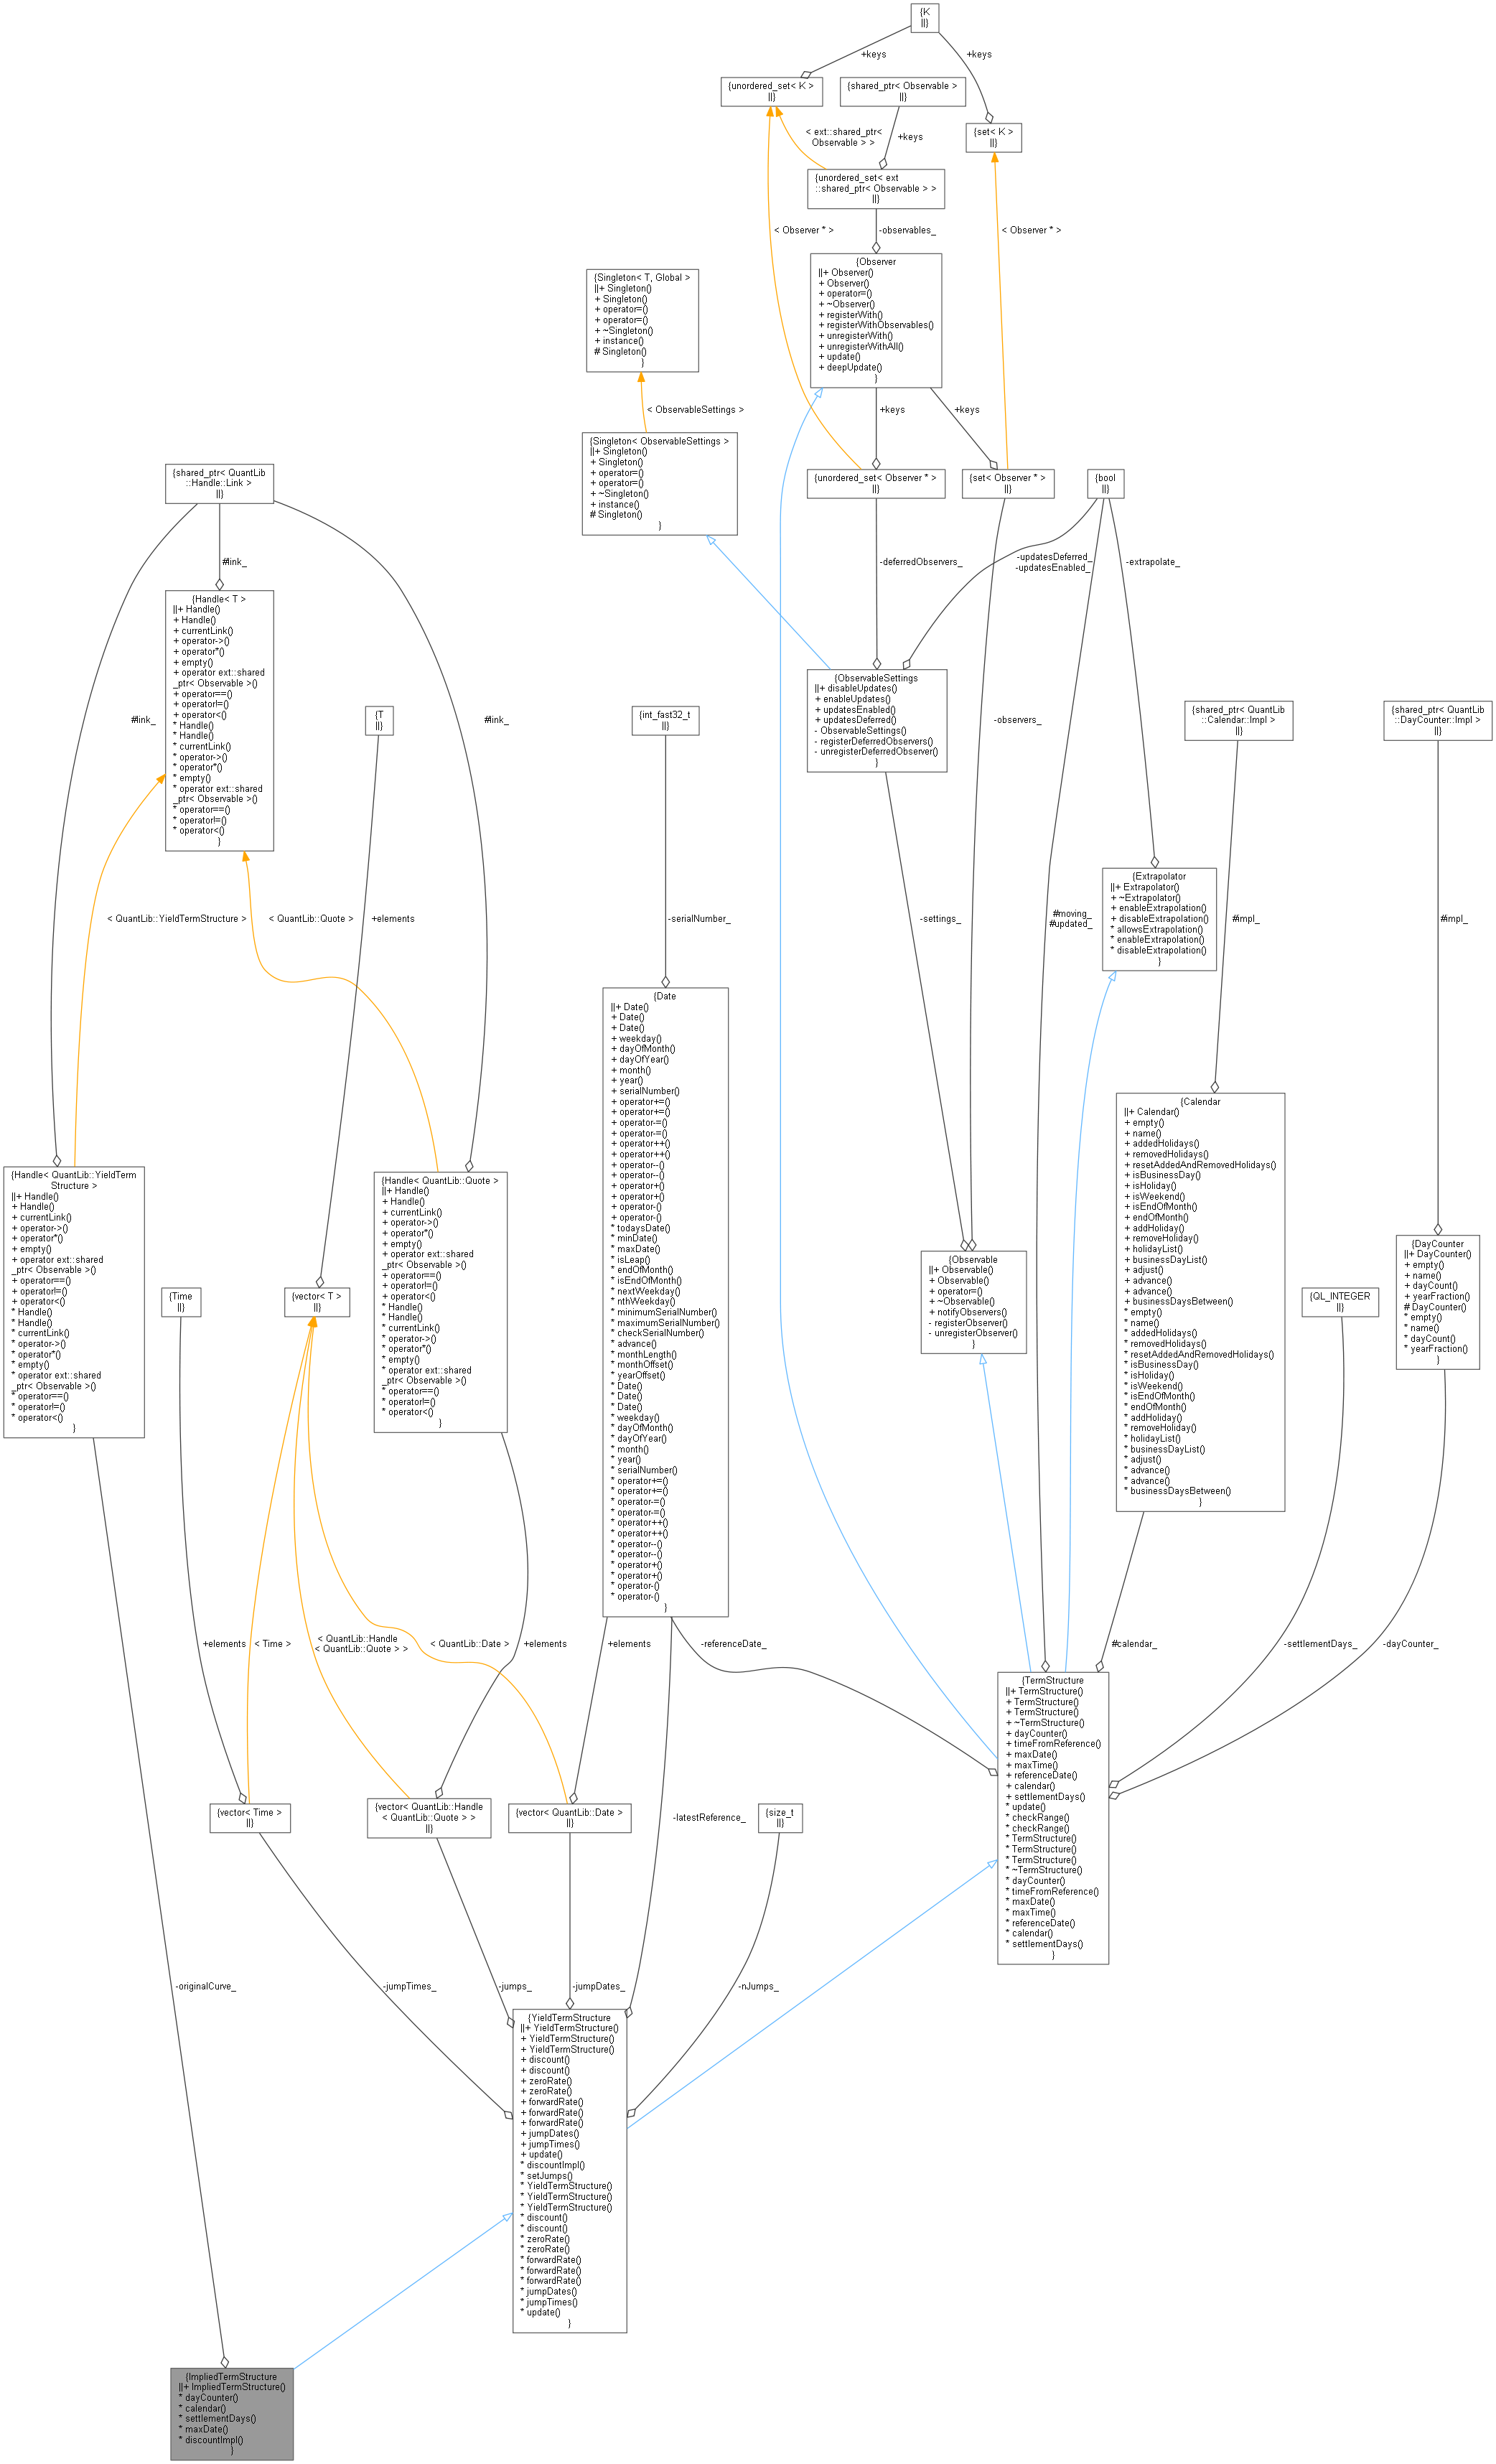 {K
||}
+keys
+keys
{unordered_set< K >
||}
{shared_ptr< Observable >
||}
{set< K >
||}
< ext::shared_ptr<
Observable > >
+keys
{unordered_set< ext
::shared_ptr< Observable > >
||}
< Observer * >
-observables_
< Observer * >
{Observer
||+ Observer()
+ Observer()
+ operator=()
+ ~Observer()
+ registerWith()
+ registerWithObservables()
+ unregisterWith()
+ unregisterWithAll()
+ update()
+ deepUpdate()
}
{Singleton< T, Global >
||+ Singleton()
+ Singleton()
+ operator=()
+ operator=()
+ ~Singleton()
+ instance()
# Singleton()
}
< ObservableSettings >
+keys
+keys
{Singleton< ObservableSettings >
||+ Singleton()
+ Singleton()
+ operator=()
+ operator=()
+ ~Singleton()
+ instance()
# Singleton()
}
{shared_ptr< QuantLib
::Handle::Link >
||}
{unordered_set< Observer * >
||}
{set< Observer * >
||}
{bool
||}
#link_
#link_
#link_
-deferredObservers_
-updatesDeferred_
-updatesEnabled_
-extrapolate_
{Handle< T >
||+ Handle()
+ Handle()
+ currentLink()
+ operator->()
+ operator*()
+ empty()
+ operator ext::shared
_ptr< Observable >()
+ operator==()
+ operator!=()
+ operator<()
* Handle()
* Handle()
* currentLink()
* operator->()
* operator*()
* empty()
* operator ext::shared
_ptr< Observable >()
* operator==()
* operator!=()
* operator<()
}
{T
||}
{int_fast32_t
||}
{ObservableSettings
||+ disableUpdates()
+ enableUpdates()
+ updatesEnabled()
+ updatesDeferred()
- ObservableSettings()
- registerDeferredObservers()
- unregisterDeferredObserver()
}
-observers_
{shared_ptr< QuantLib
::Calendar::Impl >
||}
{shared_ptr< QuantLib
::DayCounter::Impl >
||}
{Extrapolator
||+ Extrapolator()
+ ~Extrapolator()
+ enableExtrapolation()
+ disableExtrapolation()
* allowsExtrapolation()
* enableExtrapolation()
* disableExtrapolation()
}
< QuantLib::YieldTermStructure >
< QuantLib::Quote >
+elements
-serialNumber_
-settings_
#moving_
#updated_
#impl_
#impl_
{Date
||+ Date()
+ Date()
+ Date()
+ weekday()
+ dayOfMonth()
+ dayOfYear()
+ month()
+ year()
+ serialNumber()
+ operator+=()
+ operator+=()
+ operator-=()
+ operator-=()
+ operator++()
+ operator++()
+ operator--()
+ operator--()
+ operator+()
+ operator+()
+ operator-()
+ operator-()
* todaysDate()
* minDate()
* maxDate()
* isLeap()
* endOfMonth()
* isEndOfMonth()
* nextWeekday()
* nthWeekday()
* minimumSerialNumber()
* maximumSerialNumber()
* checkSerialNumber()
* advance()
* monthLength()
* monthOffset()
* yearOffset()
* Date()
* Date()
* Date()
* weekday()
* dayOfMonth()
* dayOfYear()
* month()
* year()
* serialNumber()
* operator+=()
* operator+=()
* operator-=()
* operator-=()
* operator++()
* operator++()
* operator--()
* operator--()
* operator+()
* operator+()
* operator-()
* operator-()
}
{Calendar
||+ Calendar()
+ empty()
+ name()
+ addedHolidays()
+ removedHolidays()
+ resetAddedAndRemovedHolidays()
+ isBusinessDay()
+ isHoliday()
+ isWeekend()
+ isEndOfMonth()
+ endOfMonth()
+ addHoliday()
+ removeHoliday()
+ holidayList()
+ businessDayList()
+ adjust()
+ advance()
+ advance()
+ businessDaysBetween()
* empty()
* name()
* addedHolidays()
* removedHolidays()
* resetAddedAndRemovedHolidays()
* isBusinessDay()
* isHoliday()
* isWeekend()
* isEndOfMonth()
* endOfMonth()
* addHoliday()
* removeHoliday()
* holidayList()
* businessDayList()
* adjust()
* advance()
* advance()
* businessDaysBetween()
}
{Handle< QuantLib::YieldTerm
Structure >
||+ Handle()
+ Handle()
+ currentLink()
+ operator->()
+ operator*()
+ empty()
+ operator ext::shared
_ptr< Observable >()
+ operator==()
+ operator!=()
+ operator<()
* Handle()
* Handle()
* currentLink()
* operator->()
* operator*()
* empty()
* operator ext::shared
_ptr< Observable >()
* operator==()
* operator!=()
* operator<()
}
{Handle< QuantLib::Quote >
||+ Handle()
+ Handle()
+ currentLink()
+ operator->()
+ operator*()
+ empty()
+ operator ext::shared
_ptr< Observable >()
+ operator==()
+ operator!=()
+ operator<()
* Handle()
* Handle()
* currentLink()
* operator->()
* operator*()
* empty()
* operator ext::shared
_ptr< Observable >()
* operator==()
* operator!=()
* operator<()
}
{Time
||}
{vector< T >
||}
{Observable
||+ Observable()
+ Observable()
+ operator=()
+ ~Observable()
+ notifyObservers()
- registerObserver()
- unregisterObserver()
}
{QL_INTEGER
||}
{DayCounter
||+ DayCounter()
+ empty()
+ name()
+ dayCount()
+ yearFraction()
# DayCounter()
* empty()
* name()
* dayCount()
* yearFraction()
}
+elements
< Time >
< QuantLib::Handle
< QuantLib::Quote > >
< QuantLib::Date >
+elements
+elements
-referenceDate_
#calendar_
-settlementDays_
-dayCounter_
{TermStructure
||+ TermStructure()
+ TermStructure()
+ TermStructure()
+ ~TermStructure()
+ dayCounter()
+ timeFromReference()
+ maxDate()
+ maxTime()
+ referenceDate()
+ calendar()
+ settlementDays()
* update()
* checkRange()
* checkRange()
* TermStructure()
* TermStructure()
* TermStructure()
* ~TermStructure()
* dayCounter()
* timeFromReference()
* maxDate()
* maxTime()
* referenceDate()
* calendar()
* settlementDays()
}
{vector< Time >
||}
{vector< QuantLib::Handle
< QuantLib::Quote > >
||}
{vector< QuantLib::Date >
||}
-latestReference_
{size_t
||}
-originalCurve_
-jumpTimes_
-jumps_
-jumpDates_
-nJumps_
{YieldTermStructure
||+ YieldTermStructure()
+ YieldTermStructure()
+ YieldTermStructure()
+ discount()
+ discount()
+ zeroRate()
+ zeroRate()
+ forwardRate()
+ forwardRate()
+ forwardRate()
+ jumpDates()
+ jumpTimes()
+ update()
* discountImpl()
* setJumps()
* YieldTermStructure()
* YieldTermStructure()
* YieldTermStructure()
* discount()
* discount()
* zeroRate()
* zeroRate()
* forwardRate()
* forwardRate()
* forwardRate()
* jumpDates()
* jumpTimes()
* update()
}
{ImpliedTermStructure
||+ ImpliedTermStructure()
* dayCounter()
* calendar()
* settlementDays()
* maxDate()
* discountImpl()
}